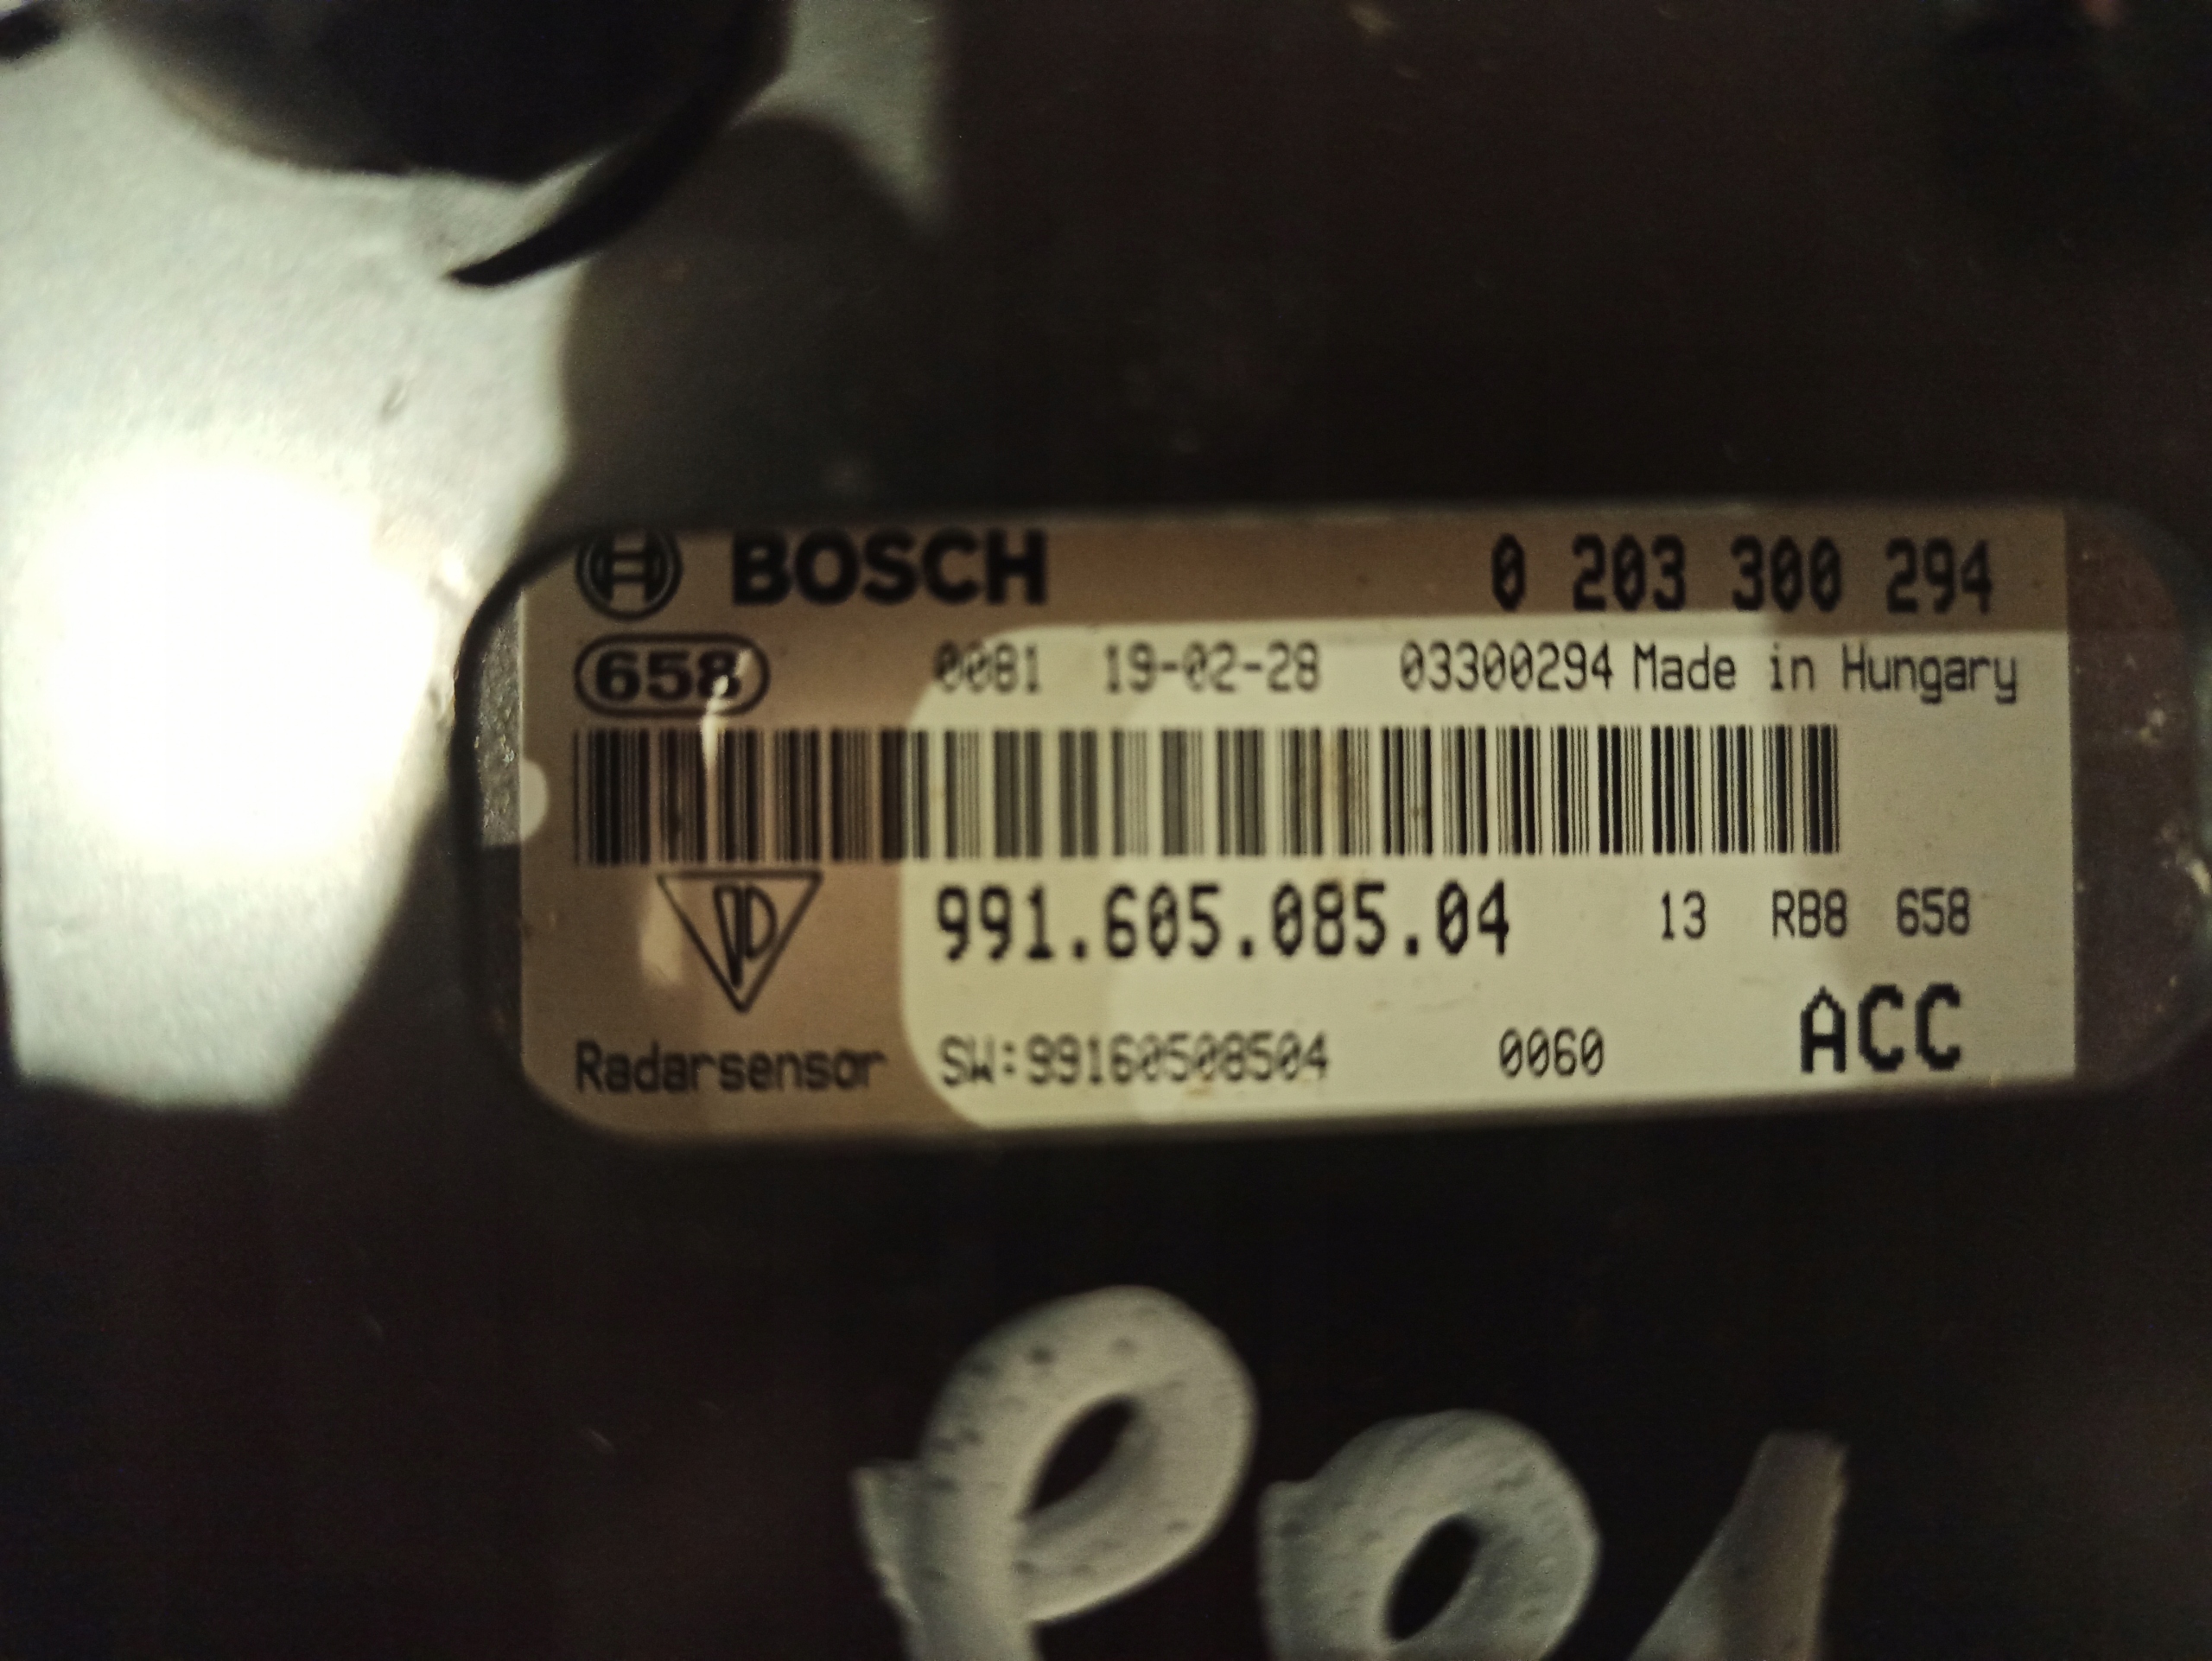 BOSCH 0 203 300 294
658 0081 19-02-28 03300294 Made in Hungary
991.605.085.04 13 RB8 658
Radarsensor SW:99160508504 0060 ACC